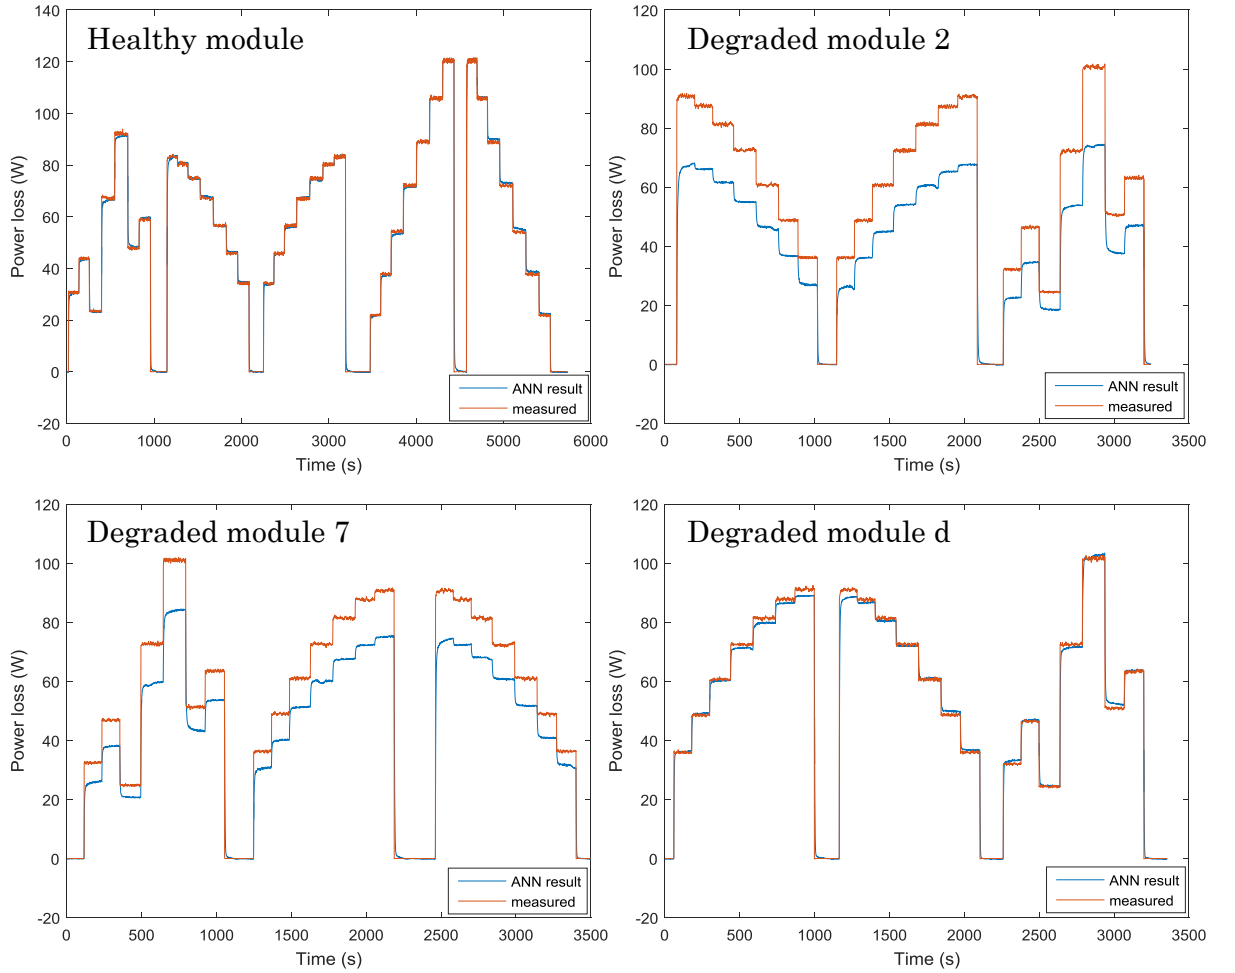 Healthy module
Power loss (W)
140
120
100
80
60
40
20
0
-20
0 1000 2000 3000 4000 5000 6000
Time (s)
ANN result
measured
Degraded module 2
Power loss (W)
120
100
80
60
40
20
0
-20
0 500 1000 1500 2000 2500 3000 3500
Time (s)
ANN result
measured
Degraded module 7
Power loss (W)
120
100
80
60
40
20
0
-20
0 500 1000 1500 2000 2500 3000 3500
Time (s)
ANN result
measured
Degraded module d
Power loss (W)
120
100
80
60
40
20
0
-20
0 500 1000 1500 2000 2500 3000 3500
Time (s)
ANN result
measured